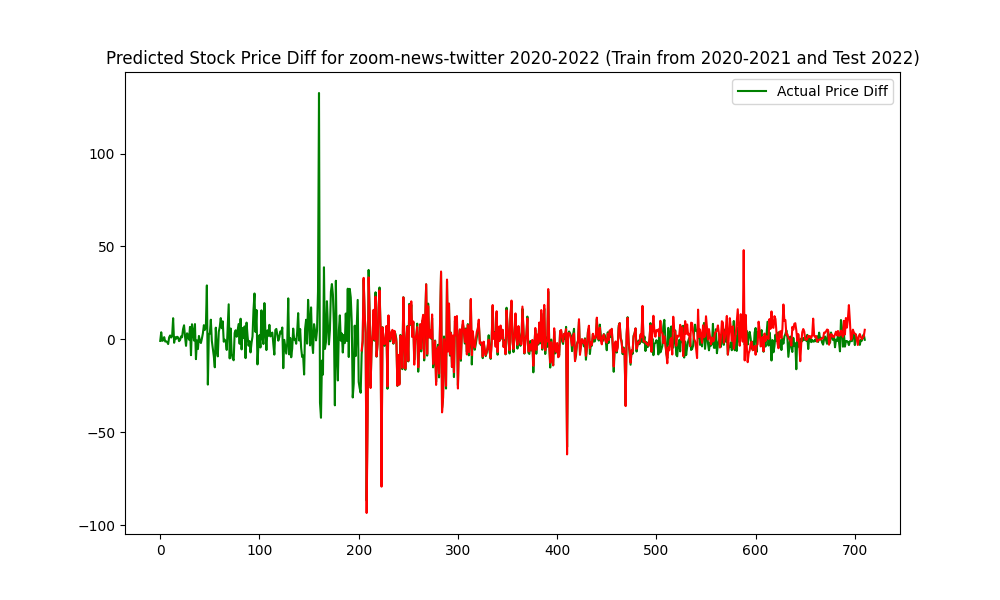 Predicted Stock Price Diff for zoom-news-twitter 2020-2022 (Train from 2020-2021 and Test 2022)
Actual Price Diff
100
50
0
−50
−100
0 100 200 300 400 500 600 700